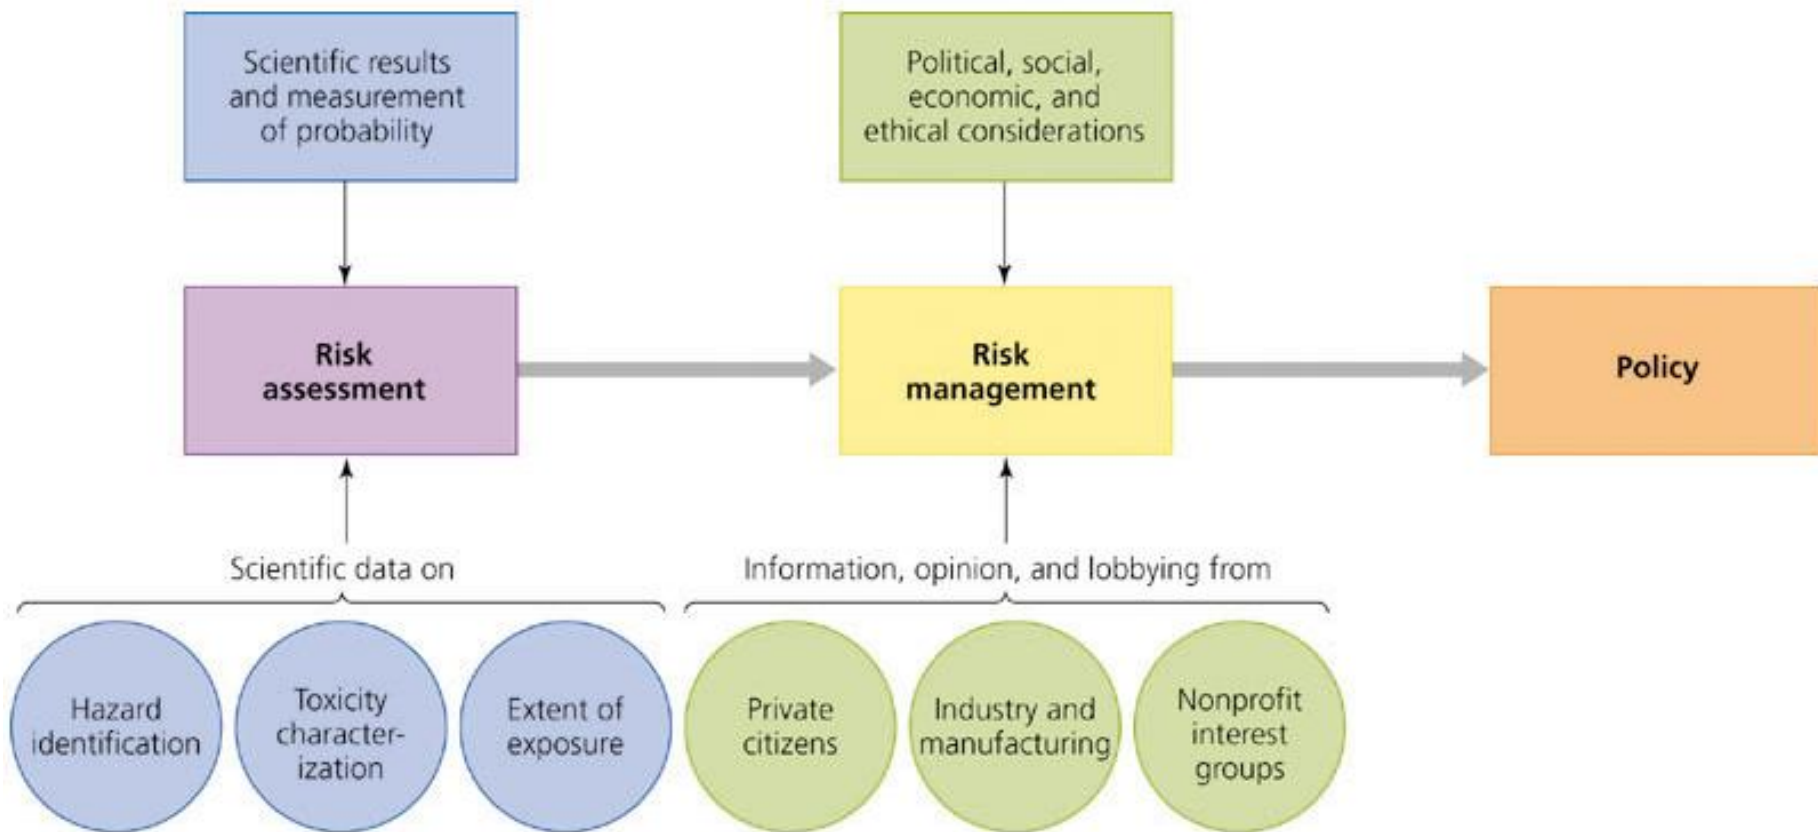 Scientific results
and measurement
of probability
Political, social,
economic, and
ethical considerations
Risk
assessment
Risk
management
Policy
Scientific data on
Information, opinion, and lobbying from
Hazard
identification
Toxicity
character-
ization
Extent of
exposure
Private
citizens
Industry and
manufacturing
Nonprofit
interest
groups